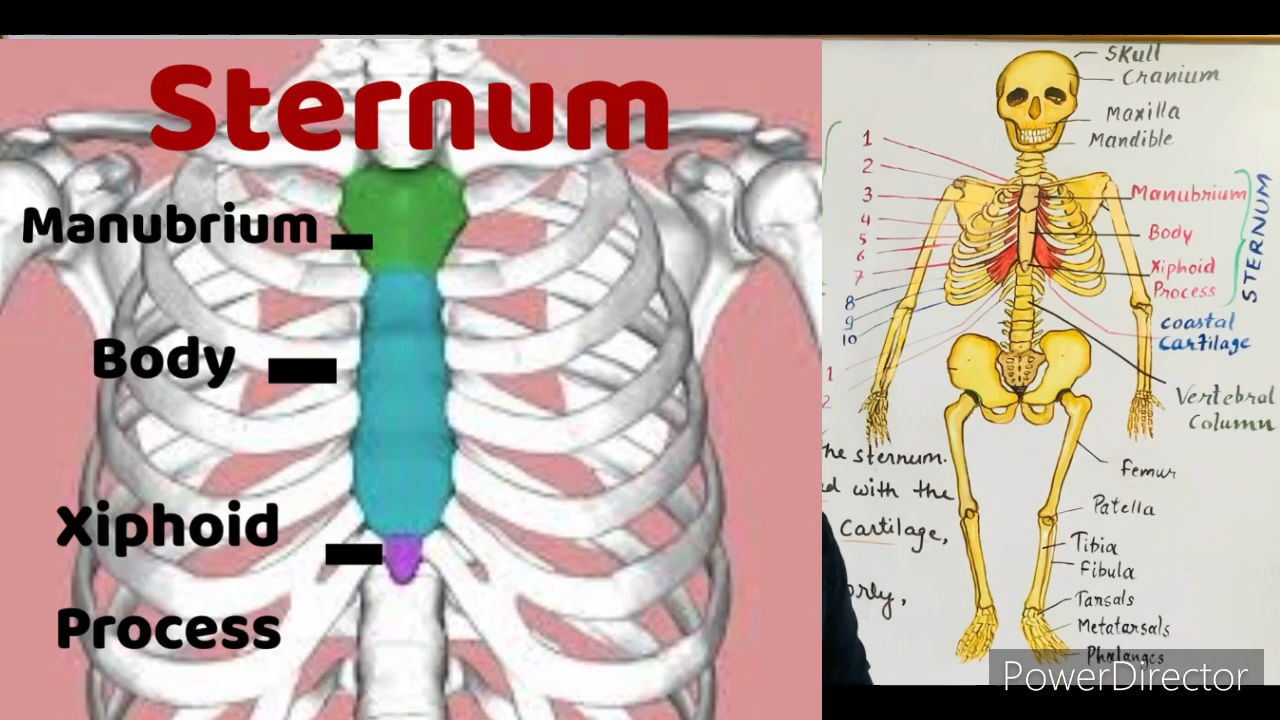 Sternum
Manubrium
Body
Xiphoid
Process
Skull
Cranium
Maxilla
Mandible
1
2
3
4
5
6
7
8
9
10
1
2
Manubrium
Body
Xiphoid
Process
STERNUM
Coastal
Cartilage
Vertebral
Column
he sternum.
ed with the
Cartilage,
orly,
Femur
Patella
Tibia
Fibula
Tarsals
Metatarsals
Phalanges
PowerDirector